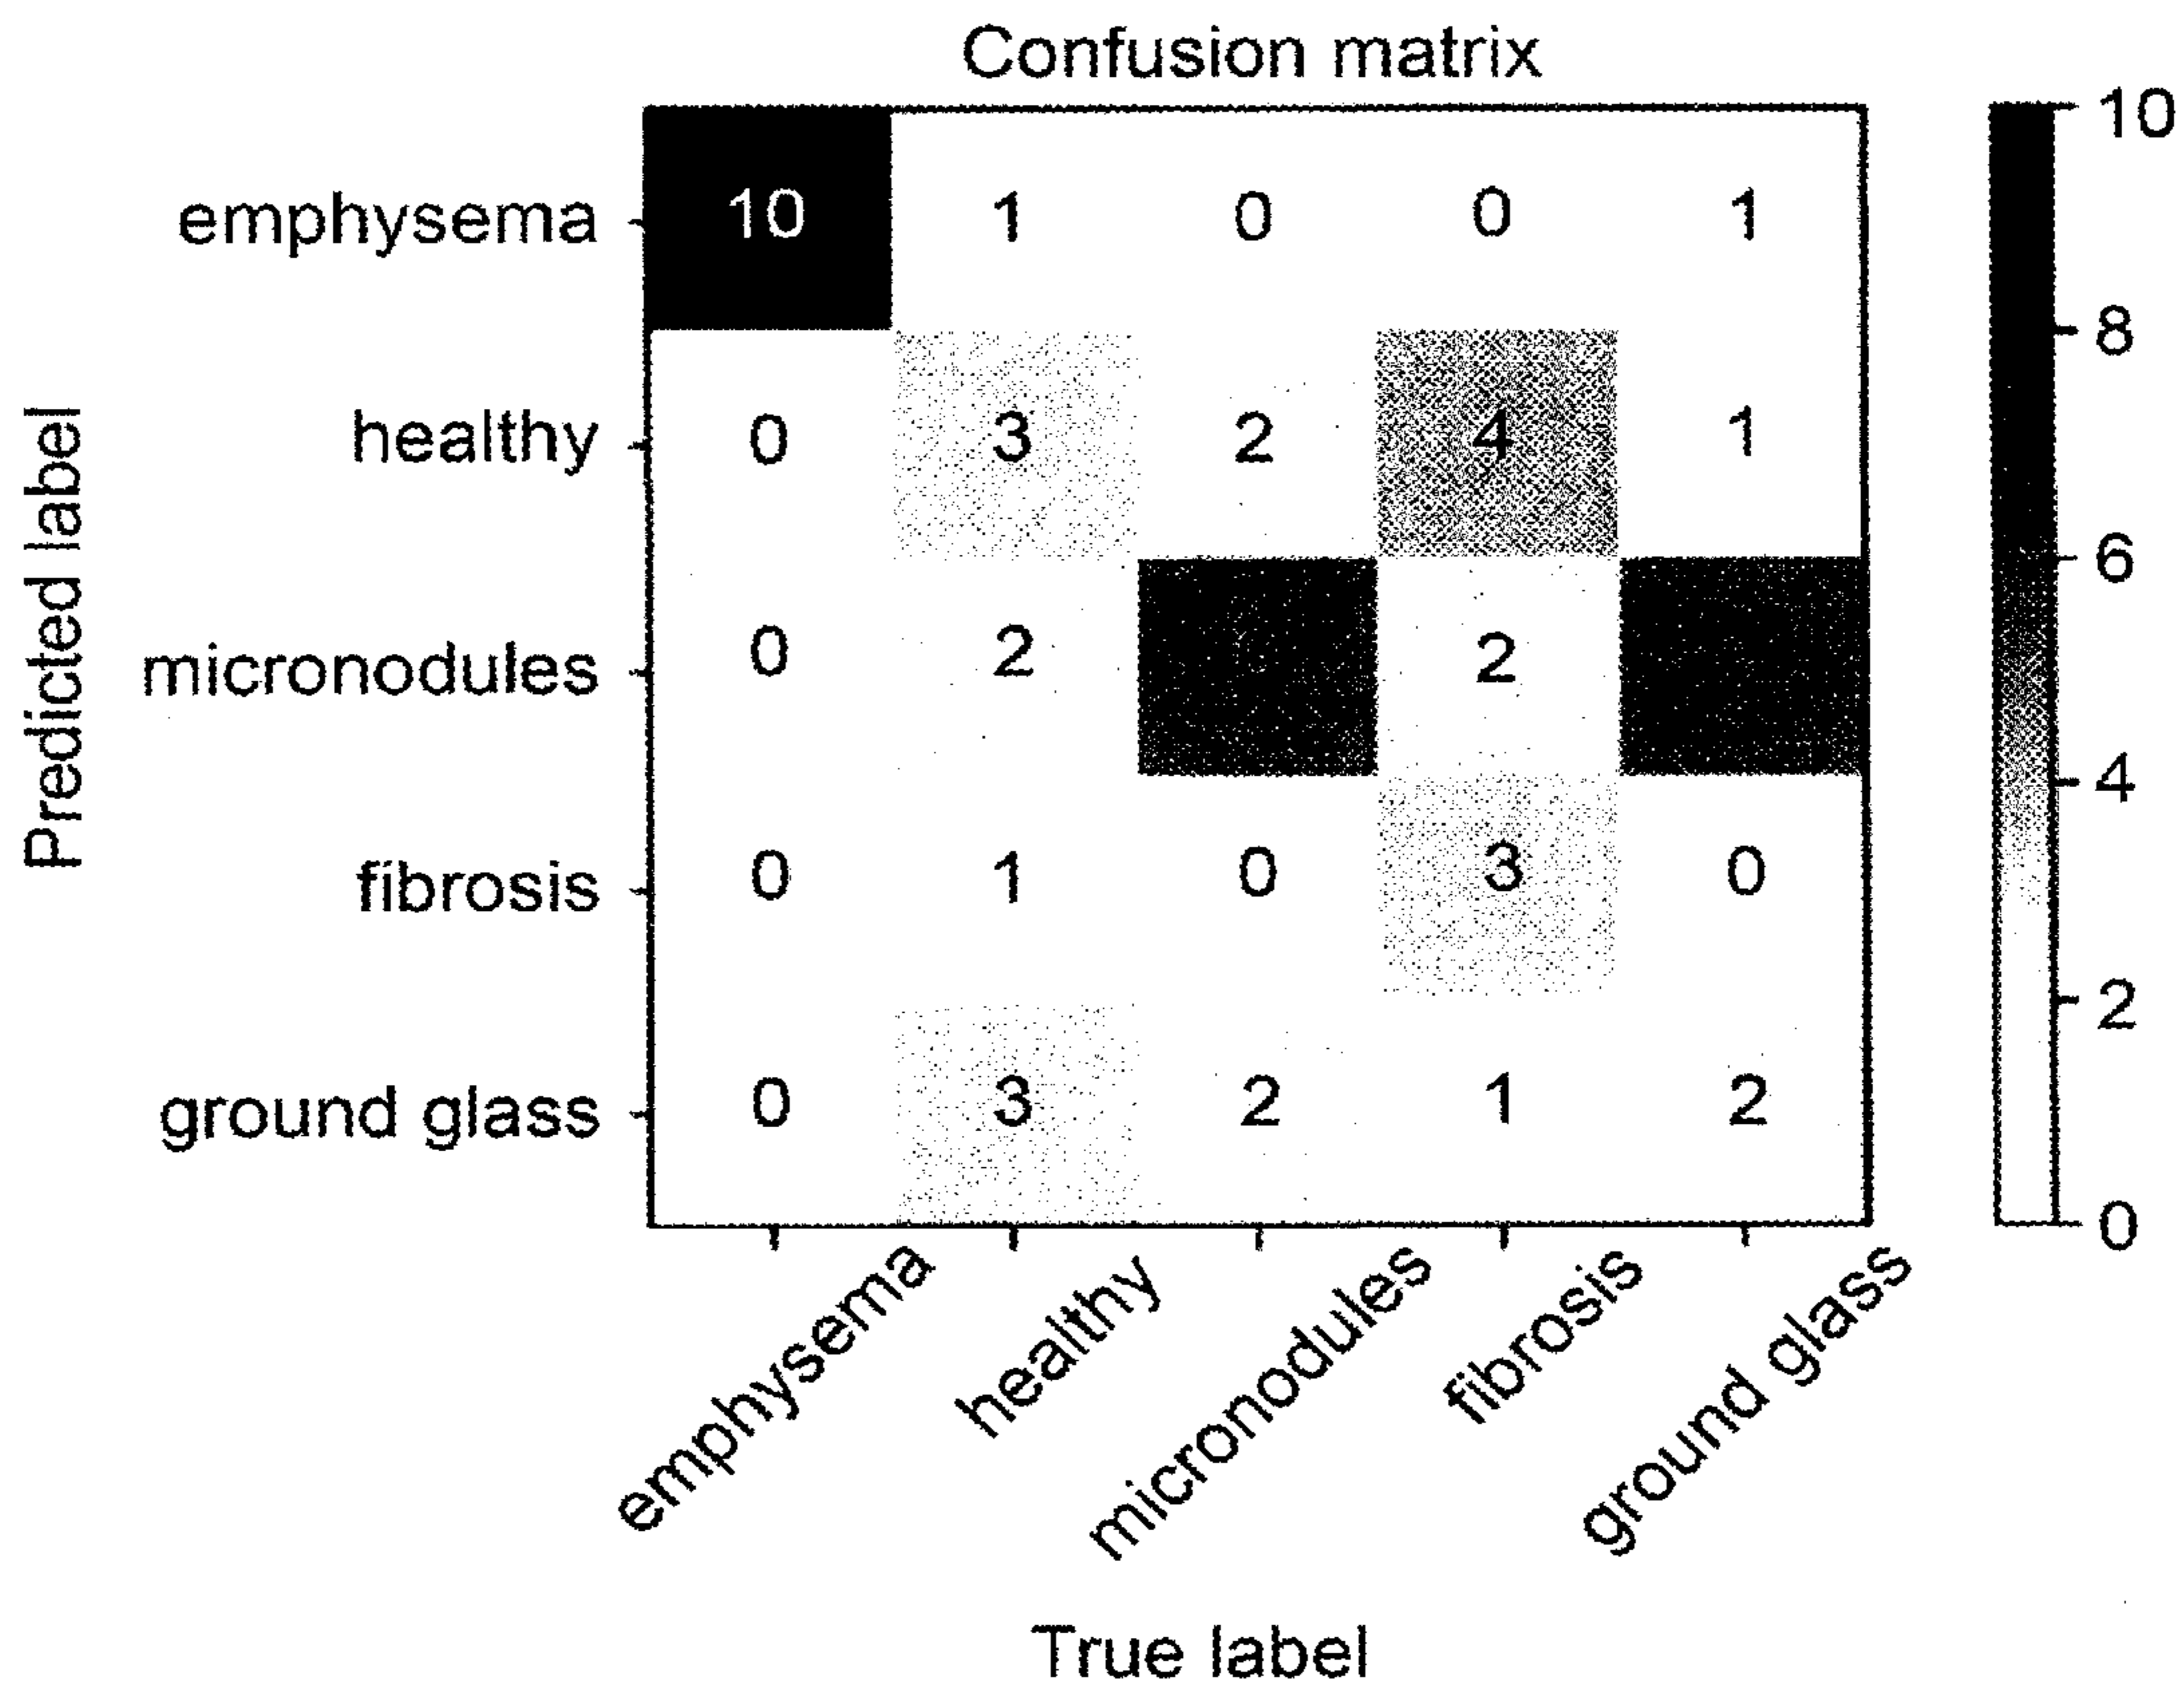 Confusion matrix
Predicted label
emphysema 10 1 0 0 1
healthy 0 3 2 4 1
micronodules 0 2 2
fibrosis 0 1 0 3 0
ground glass 0 3 2 1 2
emphysema healthy micronodules fibrosis ground glass
True label
10
8
6
4
2
0